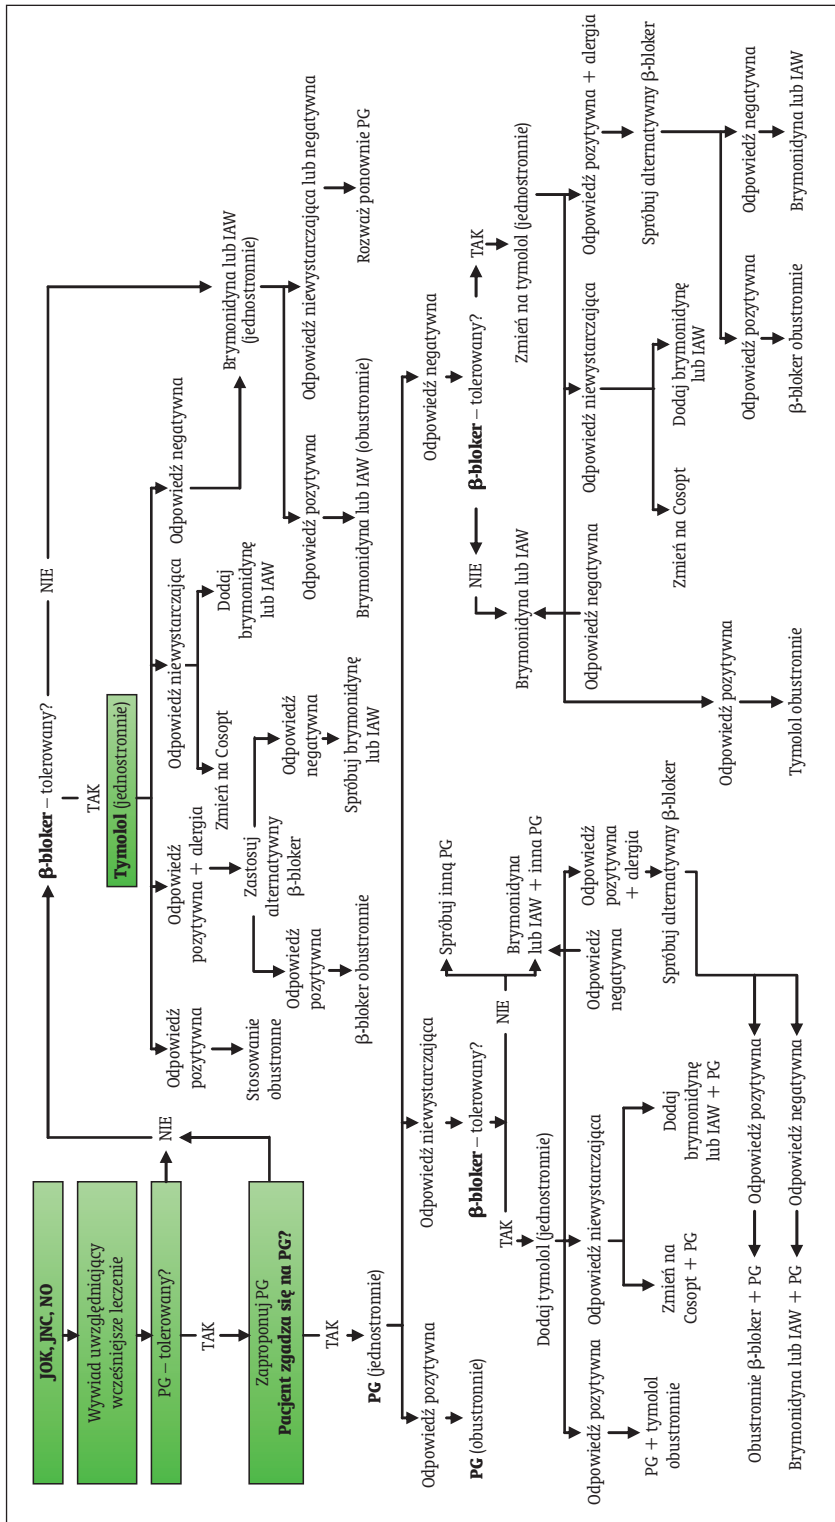 JOK, JNC, NO
Wywiad uwzględniający
wcześniejsze leczenie
PG – tolerowany?
NIE
TAK
Zaproponuj PG
Pacjent zgadza się na PG?
TAK
β-bloker – tolerowany?
NIE
TAK
Tymolol (jednostronnie)
Odpowiedź
pozytywna
Stosowanie
obustronne
Odpowiedź
pozytywna + alergia
Zastosuj
alternatywny
β-bloker
Odpowiedź
pozytywna
β-bloker obustronnie
Odpowiedź
negatywna
Spróbuj brymonidynę
lub IAW
Odpowiedź niewystarczająca
Zmień na Cosopt
Dodaj
brymonidynę
lub IAW
Odpowiedź negatywna
Brymonidyna lub IAW
(jednostronnie)
Odpowiedź pozytywna
Brymonidyna lub IAW (obustronnie)
Odpowiedź niewystarczająca lub negatywna
Rozważ ponownie PG
PG (jednostronnie)
Odpowiedź pozytywna
PG (obustronnie)
Odpowiedź niewystarczająca
β-bloker – tolerowany?
TAK
NIE
Spróbuj inną PG
Brymonidyna
lub IAW + inna PG
Dodaj tymolol (jednostronnie)
Odpowiedź pozytywna
PG + tymolol
obustronnie
Odpowiedź niewystarczająca
Zmień na
Cosopt + PG
Dodaj
brymonidynę
lub IAW + PG
Odpowiedź
negatywna
Odpowiedź
pozytywna
+ alergia
Spróbuj alternatywny β-bloker
Odpowiedź pozytywna
Obustronnie β-bloker + PG
Odpowiedź negatywna
Brymonidyna lub IAW + PG
Odpowiedź negatywna
β-bloker – tolerowany?
NIE
TAK
Brymonidyna lub IAW
Zmień na tymolol (jednostronnie)
Odpowiedź pozytywna
Tymolol obustronnie
Odpowiedź negatywna
Odpowiedź niewystarczająca
Zmień na Cosopt
Dodaj brymonidynę
lub IAW
Odpowiedź pozytywna + alergia
Spróbuj alternatywny β-bloker
Odpowiedź pozytywna
β-bloker obustronnie
Odpowiedź negatywna
Brymonidyna lub IAW